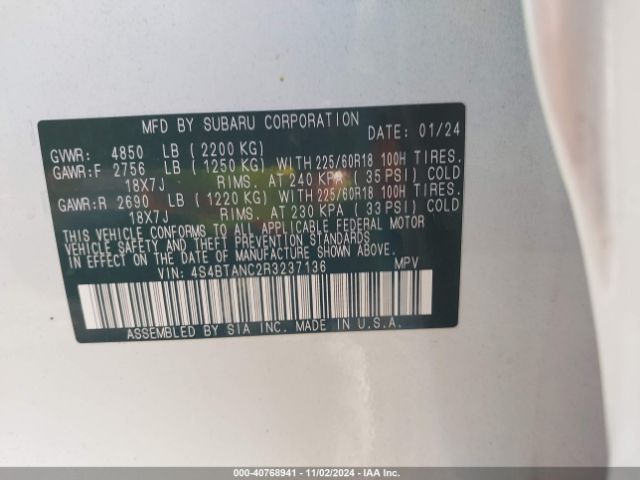 MFD BY SUBARU CORPORATION
DATE: 01/24
GVWR: 4850 LB ( 2200 KG)
GAWR:F 2756 LB ( 1250 KG) WITH 225/60R18 100H TIRES.
18X7J RIMS. AT 240 KPA ( 35 PSI) COLD
GAWR:R 2690 LB ( 1220 KG) WITH 225/60R18 100H TIRES.
18X7J RIMS. AT 230 KPA ( 33 PSI) COLD
THIS VEHICLE CONFORMS TO ALL APPLICABLE FEDERAL MOTOR
VEHICLE SAFETY, BUMPER, AND THEFT PREVENTION STANDARDS
IN EFFECT ON THE DATE OF MANUFACTURE SHOWN ABOVE.
VIN: 4S4BTANC2R3237136 MPV
ASSEMBLED BY SIA INC. MADE IN U.S.A.
000-40768941 - 11/02/2024 - IAA Inc.